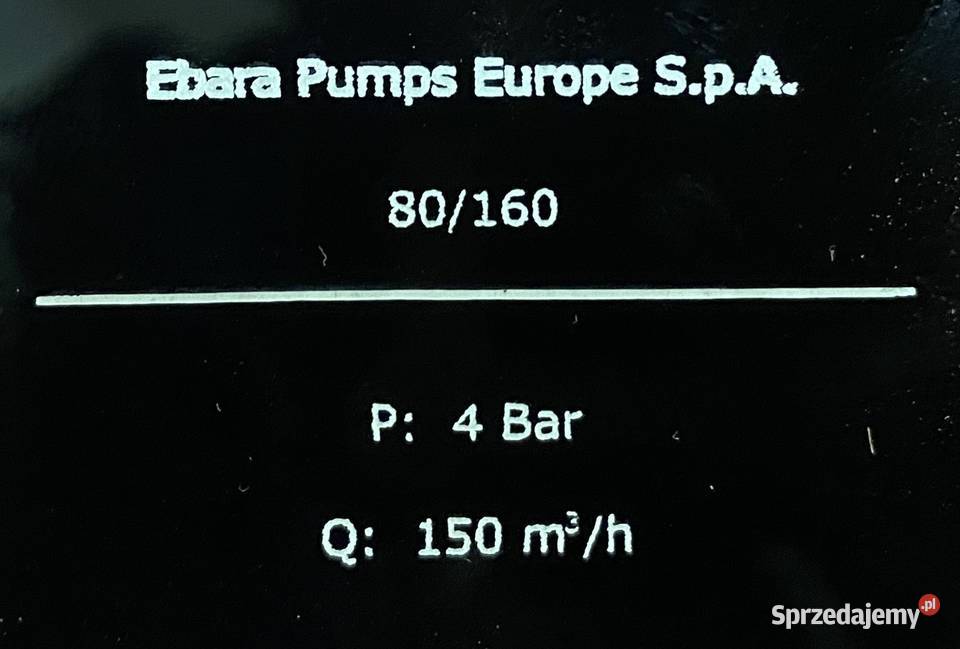 Ebara Pumps Europe S.p.A.
80/160
P: 4 Bar
Q: 150 m³/h
Sprzedajemy.pl